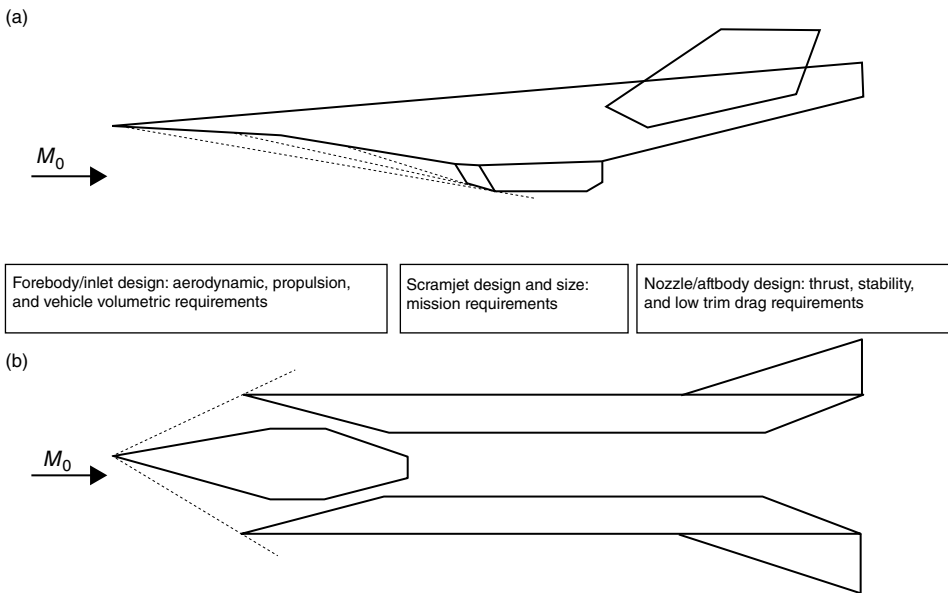 (a)
M0
Forebody/inlet design: aerodynamic, propulsion,
and vehicle volumetric requirements
Scramjet design and size:
mission requirements
Nozzle/aftbody design: thrust, stability,
and low trim drag requirements
(b)
M0